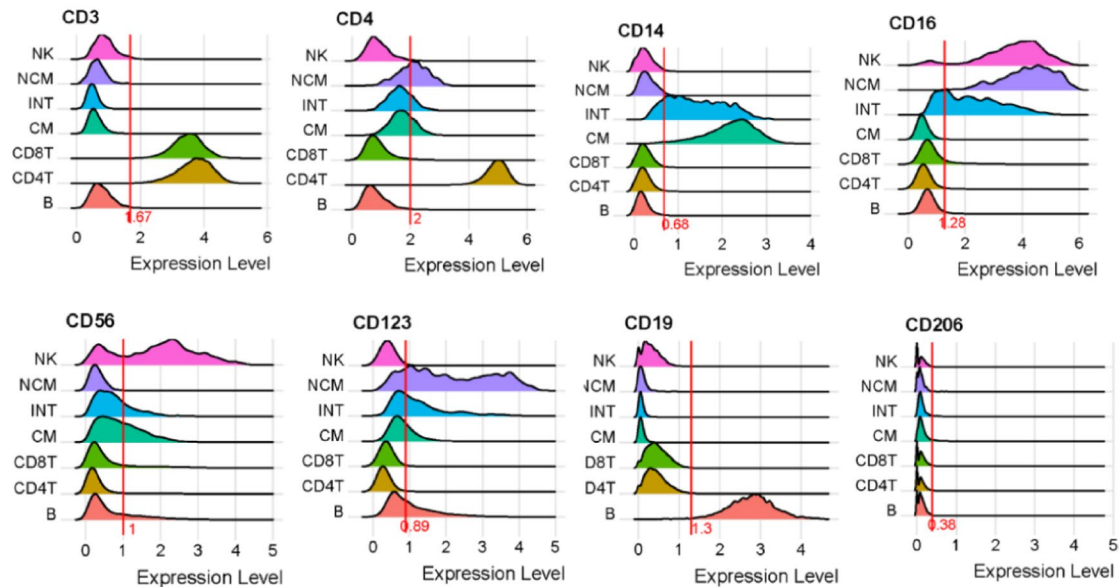 CD3
NK
NCM
INT
CM
CD8T
CD4T
B
1.67
0 2 4 6
Expression Level
CD4
NK
NCM
INT
CM
CD8T
CD4T
B
2
0 2 4 6
Expression Level
CD14
NK
NCM
INT
CM
CD8T
CD4T
B
0.68
0 1 2 3 4
Expression Level
CD16
NK
NCM
INT
CM
CD8T
CD4T
B
1.28
0 2 4 6
Expression Level
CD56
NK
NCM
INT
CM
CD8T
CD4T
B
1
0 1 2 3 4 5
Expression Level
CD123
NK
NCM
INT
CM
CD8T
CD4T
B
0.89
0 1 2 3 4 5
Expression Level
CD19
NK
NCM
INT
CM
D8T
D4T
B
1.3
0 1 2 3 4
Expression Level
CD206
NK
NCM
INT
CM
CD8T
CD4T
B
0.38
0 1 2 3 4 5
Expression Level